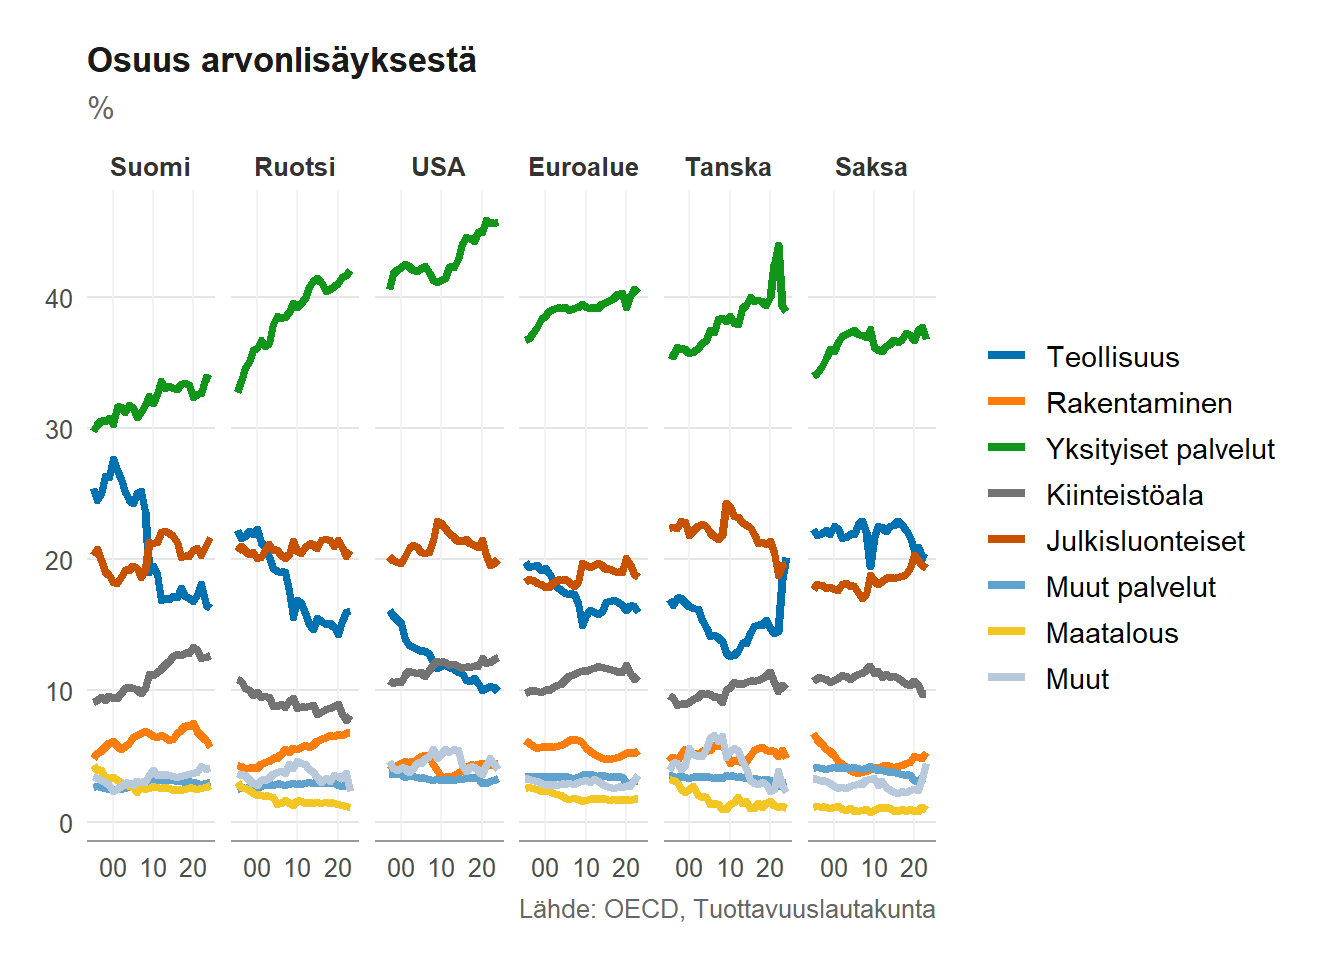 Osuus arvonlisäyksestä
%
Suomi Ruotsi USA Euroalue Tanska Saksa
40
30
20
10
0
00 10 20 00 10 20 00 10 20 00 10 20 00 10 20 00 10 20
Teollisuus
Rakentaminen
Yksityiset palvelut
Kiinteistöala
Julkisluonteiset
Muut palvelut
Maatalous
Muut
Lähde: OECD, Tuottavuuslautakunta